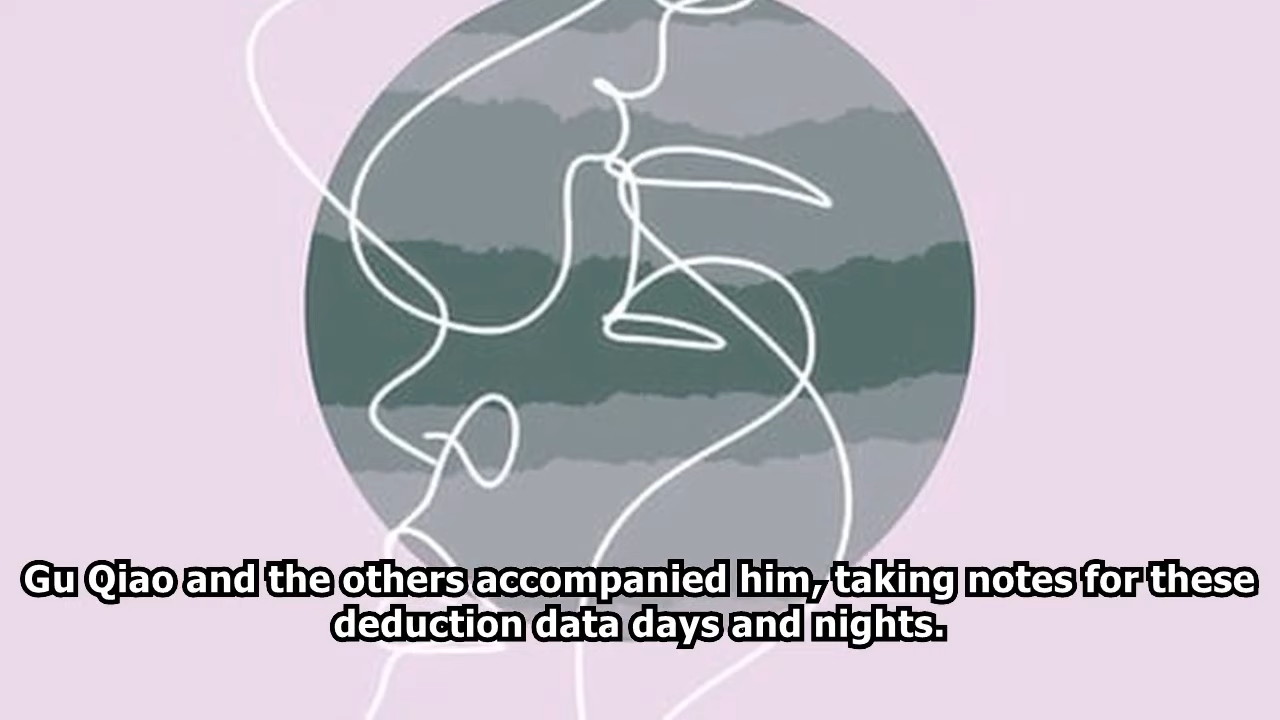 Gu Qiao and the others accompanied him, taking notes for these
deduction data days and nights.